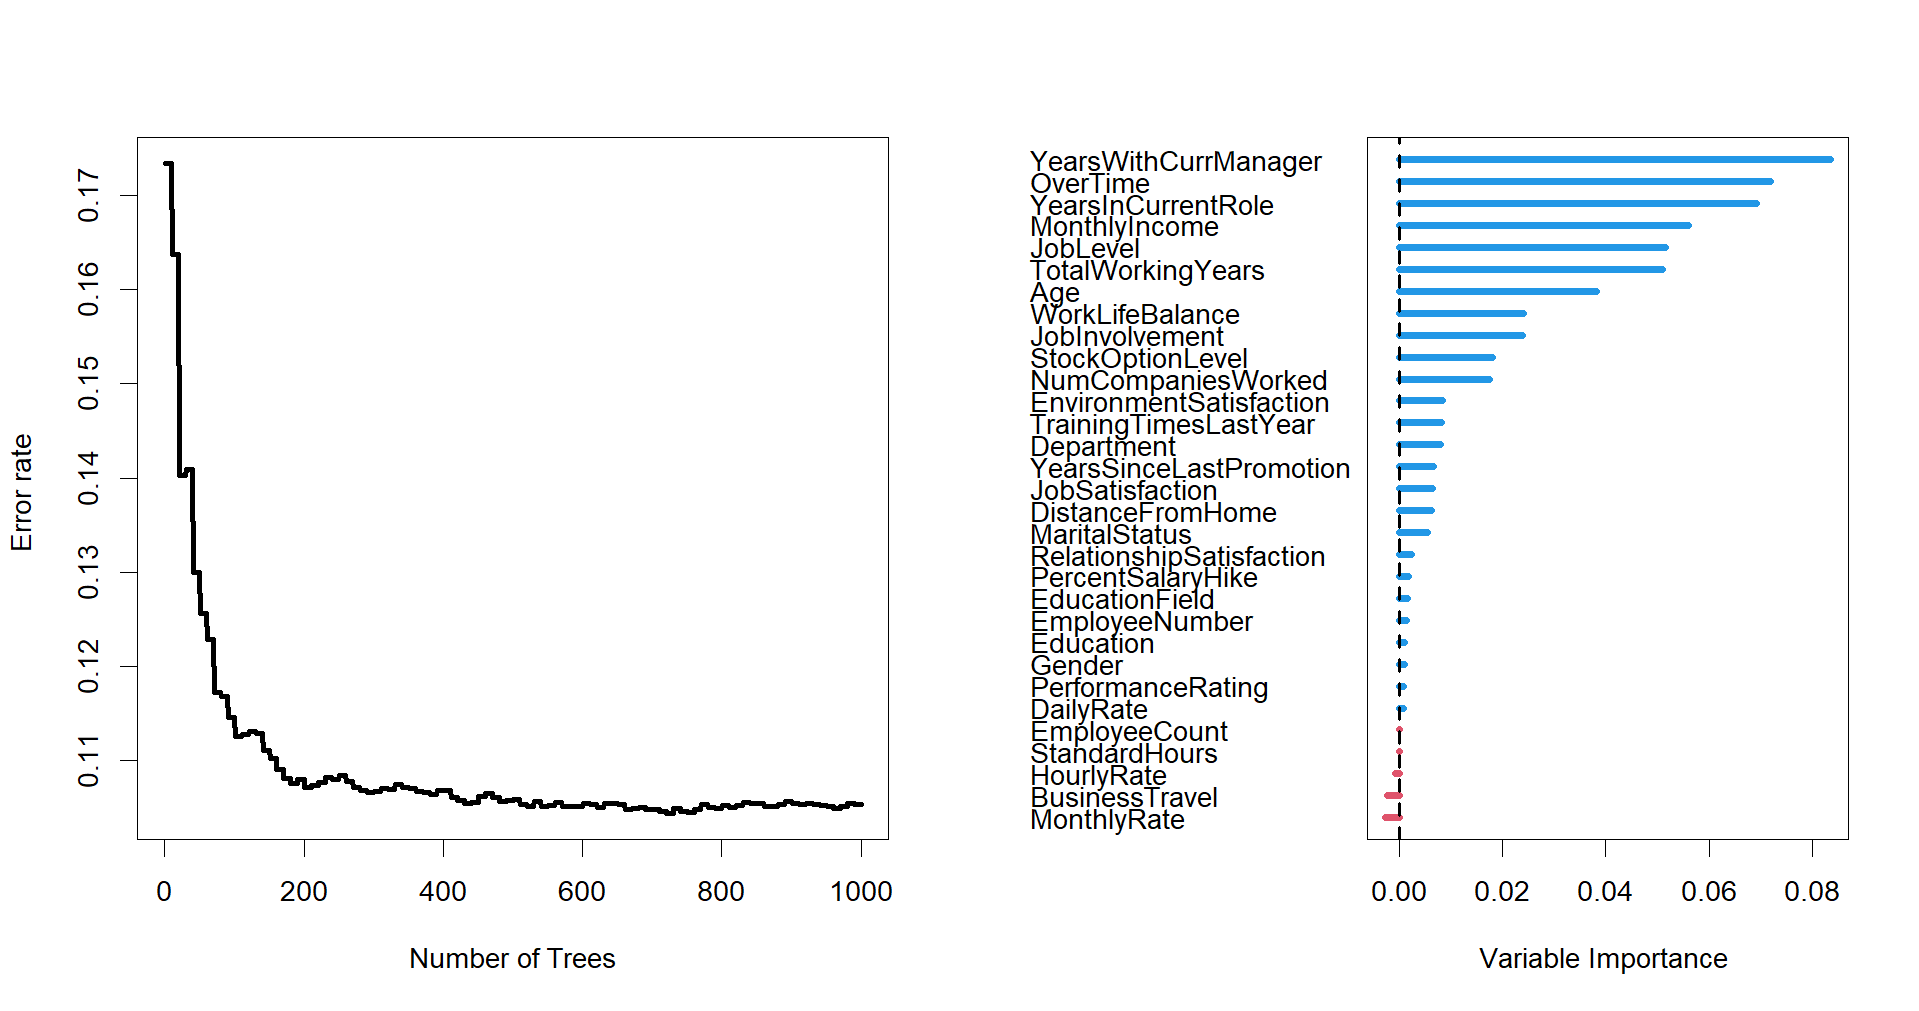 Error rate
0.17
0.16
0.15
0.14
0.13
0.12
0.11
0
200
400
600
800
1000
Number of Trees
YearsWithCurrManager
OverTime
YearsInCurrentRole
MonthlyIncome
JobLevel
TotalWorkingYears
Age
WorkLifeBalance
JobInvolvement
StockOptionLevel
NumCompaniesWorked
EnvironmentSatisfaction
TrainingTimesLastYear
Department
YearsSinceLastPromotion
JobSatisfaction
DistanceFromHome
MaritalStatus
RelationshipSatisfaction
PercentSalaryHike
EducationField
EmployeeNumber
Education
Gender
PerformanceRating
DailyRate
EmployeeCount
StandardHours
HourlyRate
BusinessTravel
MonthlyRate
0.00
0.02
0.04
0.06
0.08
Variable Importance